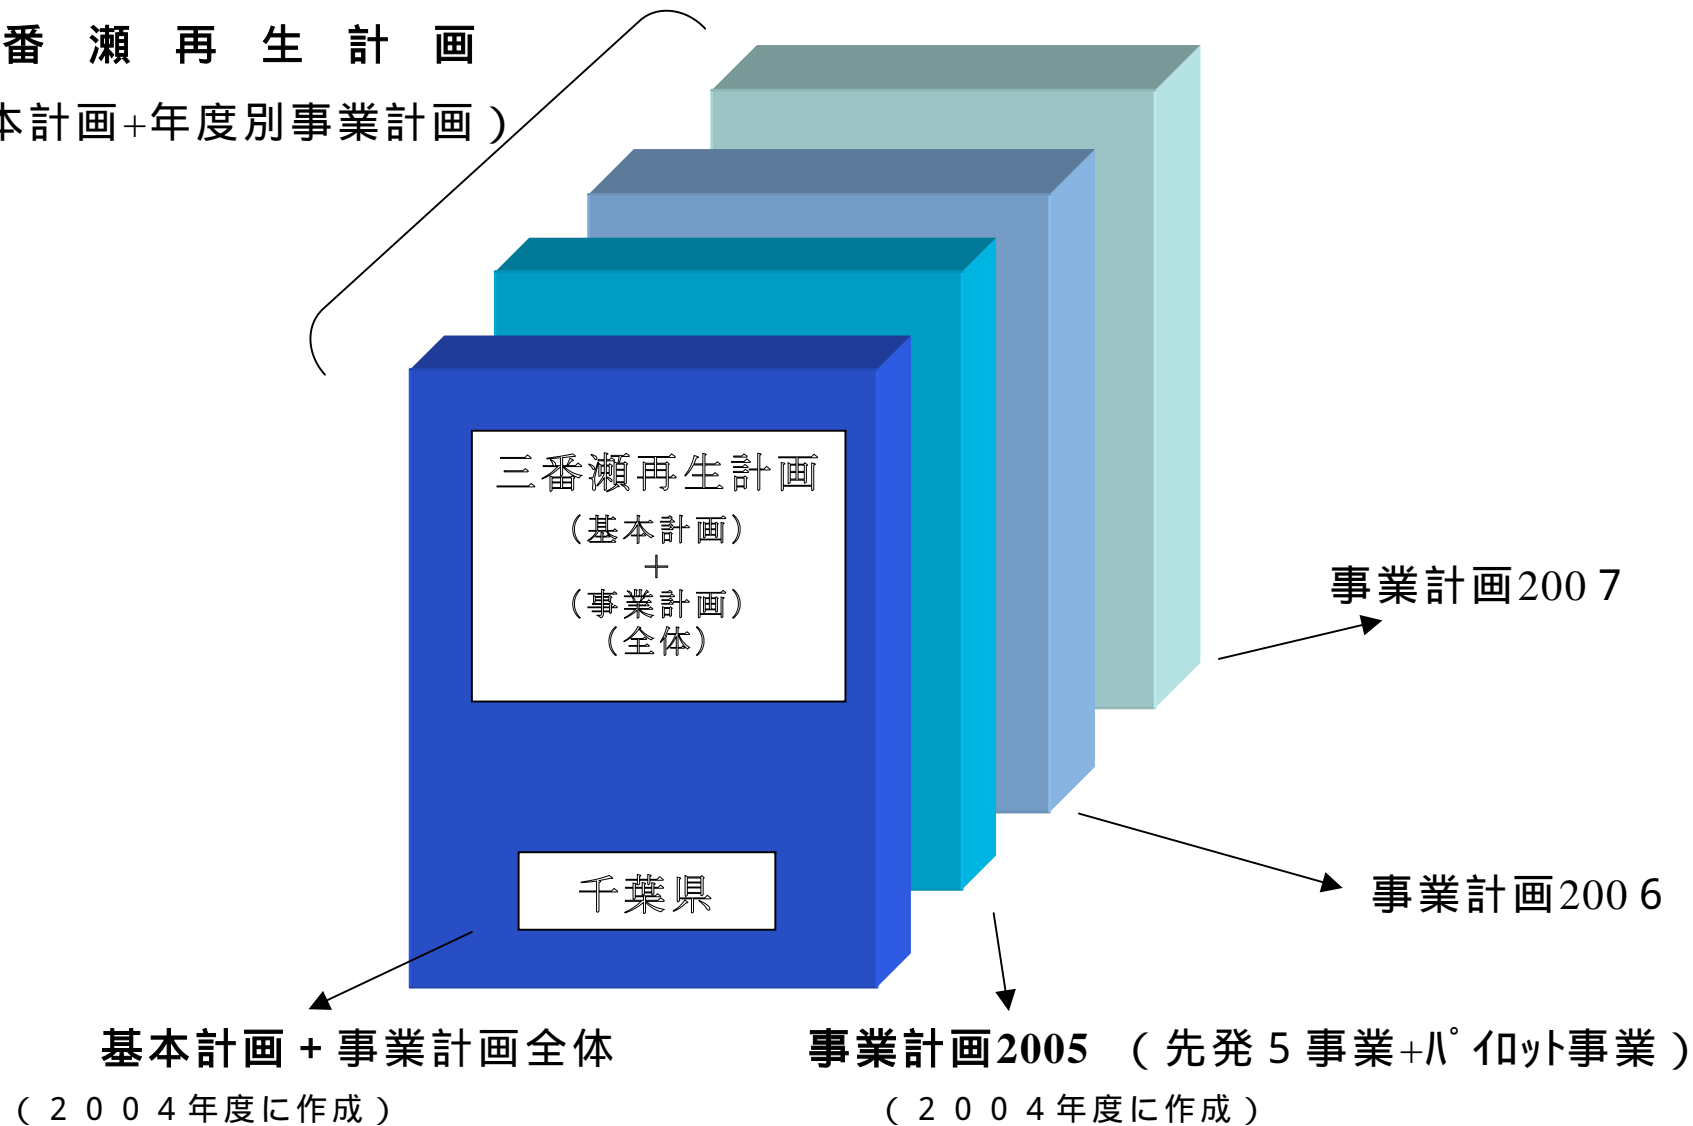 番瀬再生計画
本計画+年度別事業計画）
三番瀬再生計画
（基本計画）
＋
（事業計画）
（全体）
千葉県
事業計画200７
事業計画200６
基本計画＋事業計画全体
（２００４年度に作成）
事業計画2005 （先発５事業+ﾊﾟｲﾛｯﾄ事業）
（２００４年度に作成）